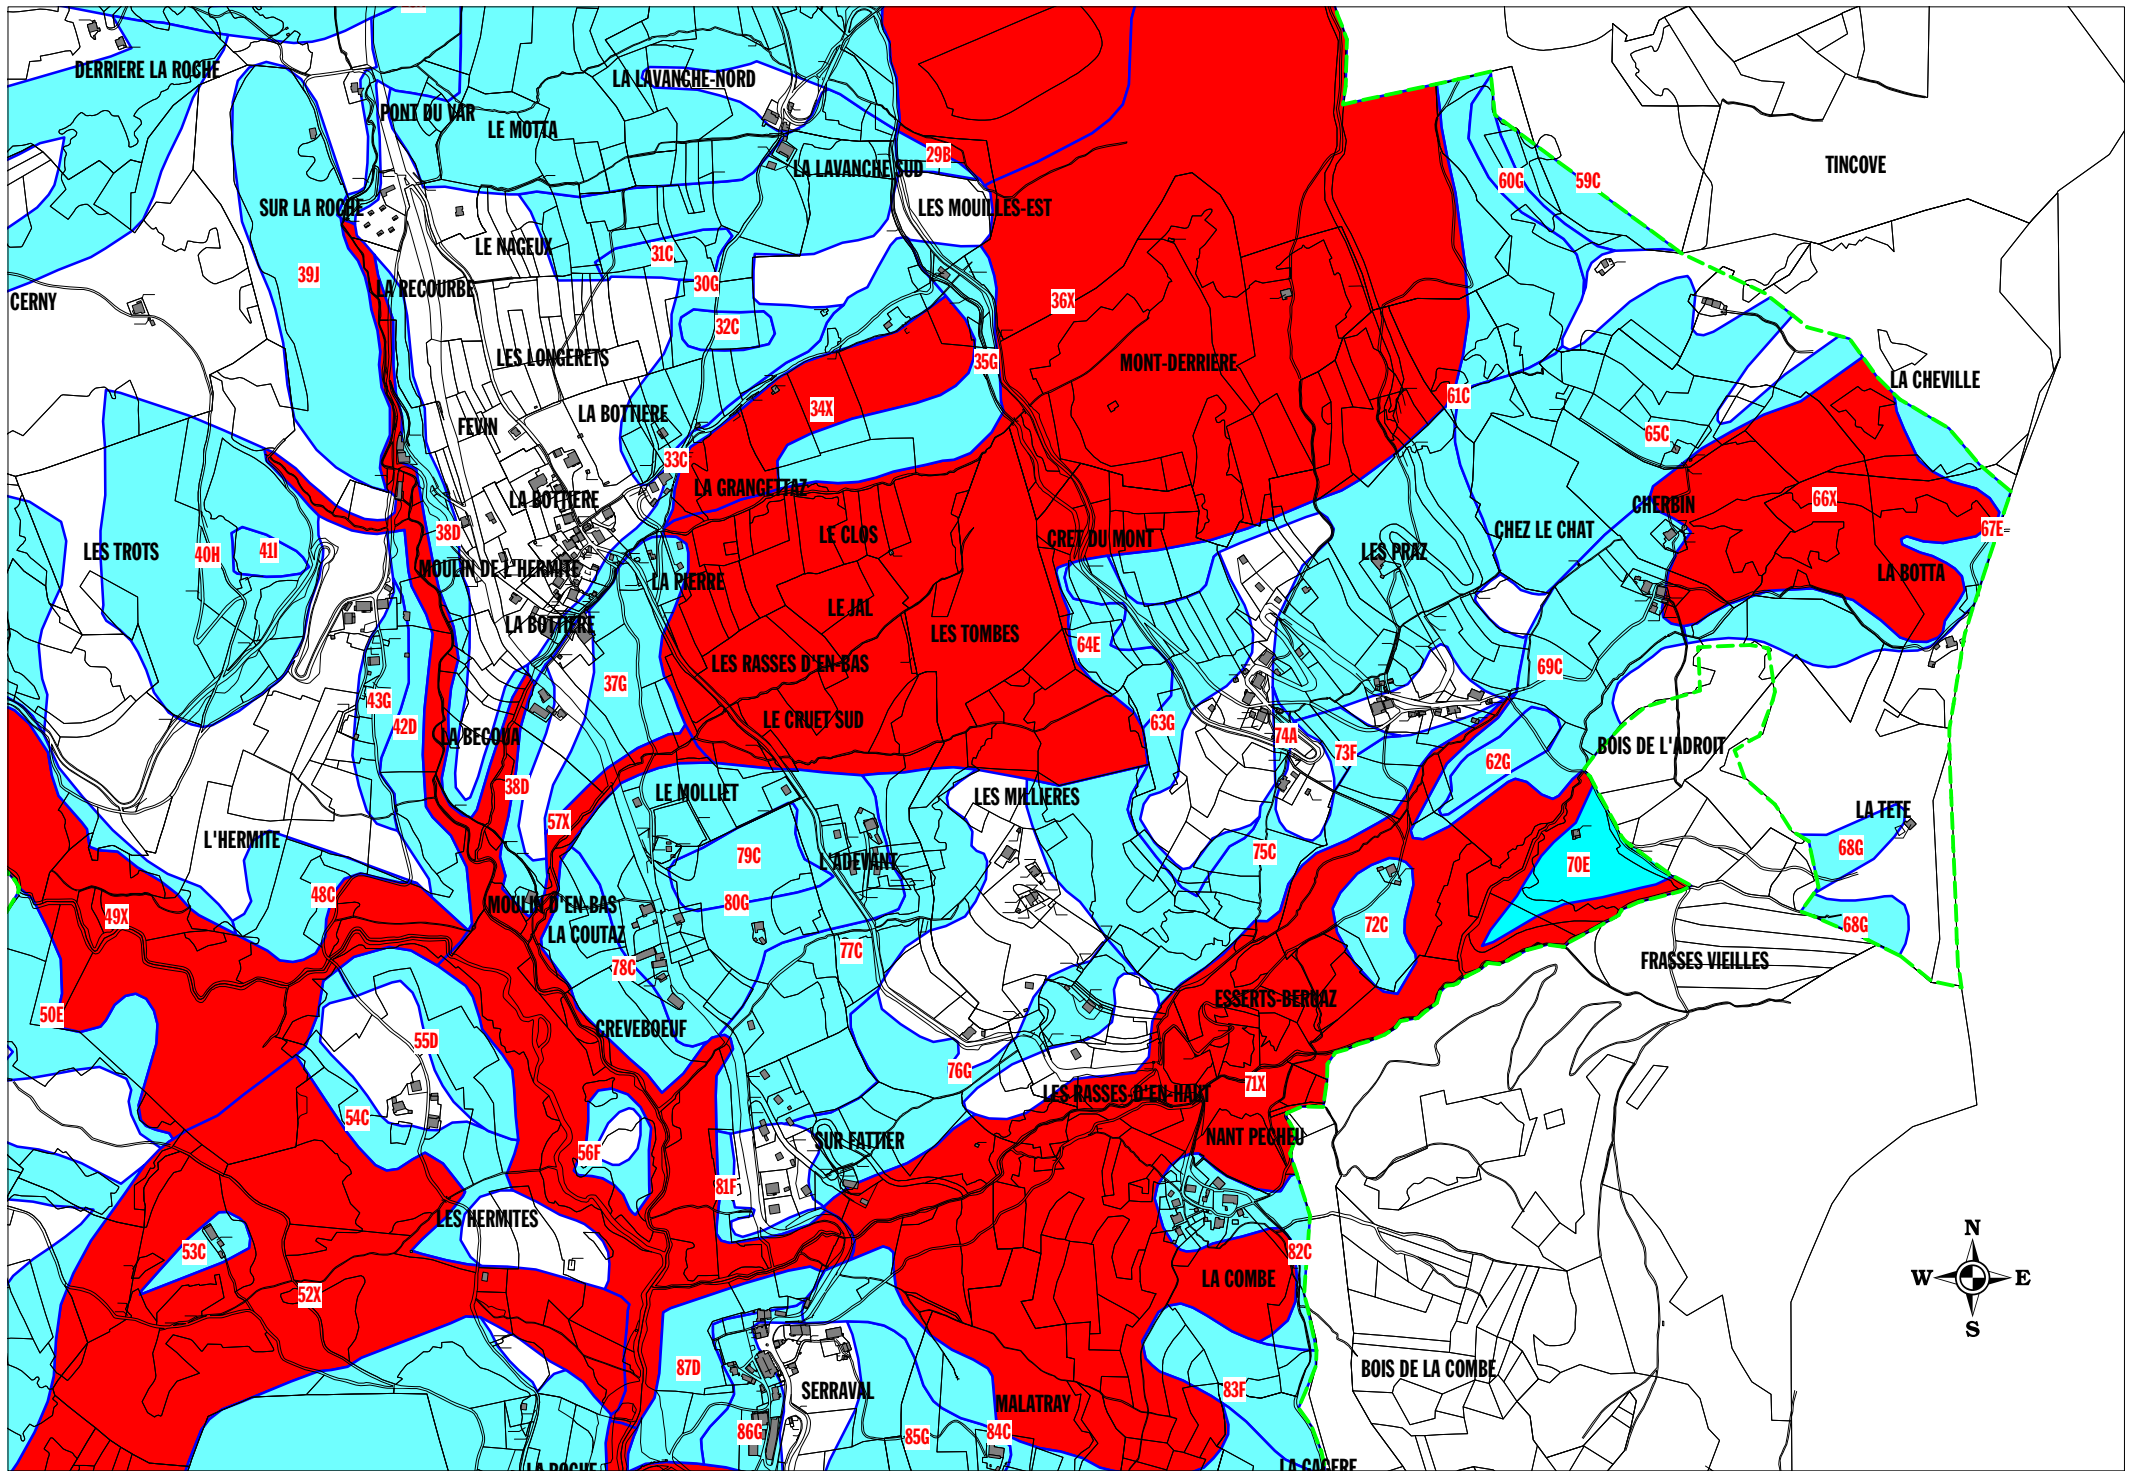 DERRIERE LA ROCHE
LA LAVANCHE-NORD
PONT DU VAR
LE MOTTA
29B
LA LAVANCHE SUD
TINCOVE
60G
59C
SUR LA ROCHE
LES MOUILLES-EST
LE NAGEUX
31C
39J
30G
LA RECOURBE
CERNY
36X
32C
LES LONGERETS
35G
MONT-DERRIERE
LA CHEVILLE
61C
34X
LA BOTTIERE
FEVIN
65C
33C
LA GRANGETTAZ
LA BOTTIERE
66X
CHERBIN
38D
LE CLOS
CRET DU MONT
CHEZ LE CHAT
67E
LES TROTS
40H
41I
LES PRAZ
MOULIN DE L'HERMITE
LA PIERRE
LA BOTTA
LE JAL
LA BOTTIERE
LES TOMBES
64E
LES RASSES D'EN-BAS
69C
37G
43G
42D
LE CRUET SUD
63G
LA BECOUA
74A
73F
BOIS DE L'ADROIT
62G
38D
LE MOLLIET
LES MILLIERES
57X
LA TETE
L'HERMITE
79C
L'ADEVANT
75C
68G
70E
48C
49X
MOULIN D'EN-BAS
80G
72C
68G
LA COUTAZ
77C
78C
FRASSES VIEILLES
ESSERTS-BERNAZ
50E
CREVEBOEUF
55D
76G
71X
LES RASSES-D'EN-HAUT
54C
NANT PECHEU
SUR FATTIER
56F
81F
LES HERMITES
N
53C
82C
W
E
LA COMBE
52X
S
87D
BOIS DE LA COMBE
SERRAVAL
83F
MALATRAY
86G
85G
84C
LA ROCHE
LA CAGERE